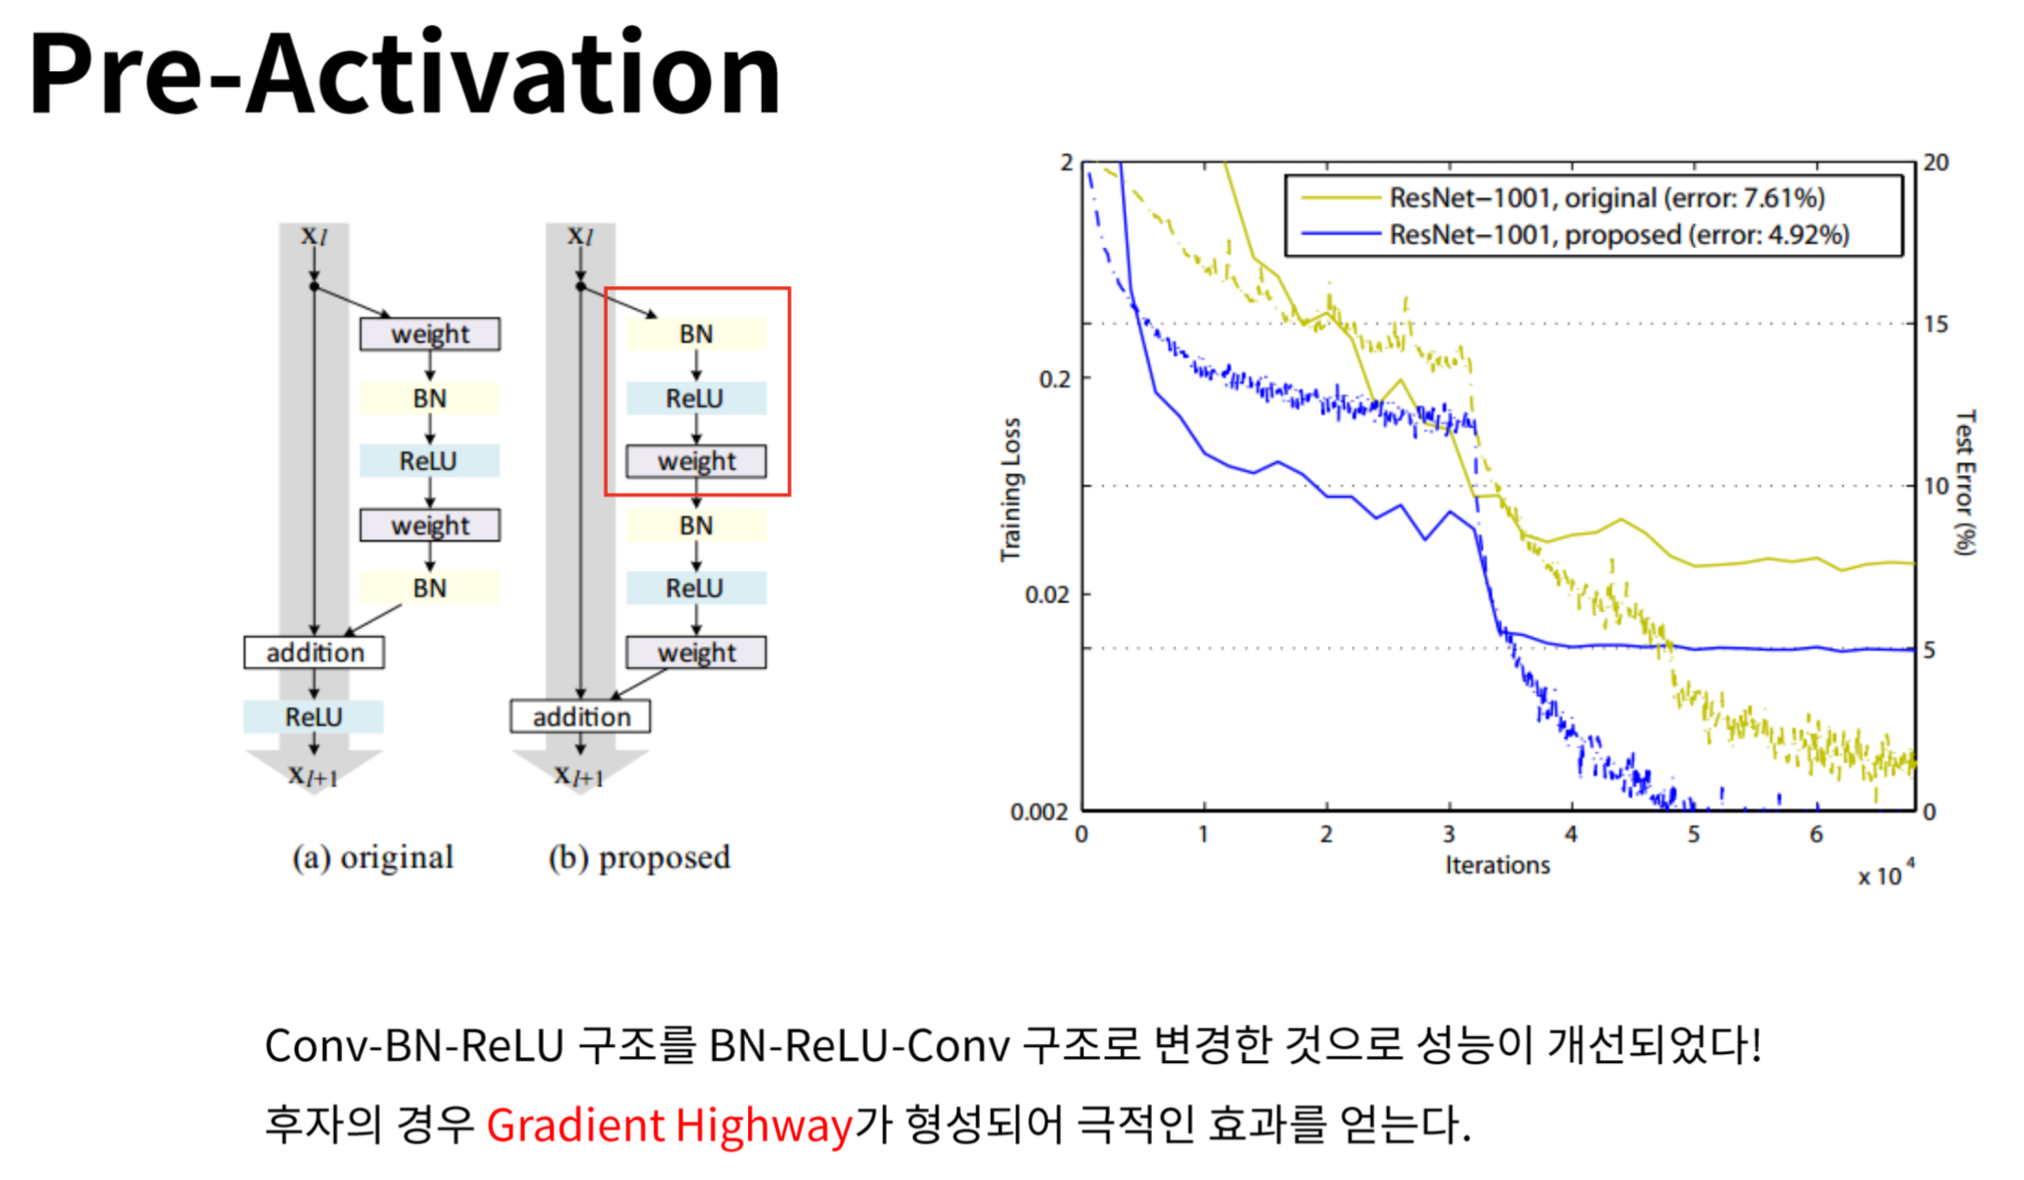 Pre-Activation
xl
weight
BN
ReLU
weight
BN
addition
ReLU
xl+1
(a) original
xl
BN
ReLU
weight
BN
ReLU
weight
addition
xl+1
(b) proposed
ResNet−1001, original (error: 7.61%)
ResNet−1001, proposed (error: 4.92%)
2
0.2
0.02
0.002
Training Loss
20
15
10
5
0
Test Error (%)
0 1 2 3 4 5 6
Iterations
x 10^4
Conv-BN-ReLU 구조를 BN-ReLU-Conv 구조로 변경한 것으로 성능이 개선되었다!
후자의 경우 Gradient Highway가 형성되어 극적인 효과를 얻는다.